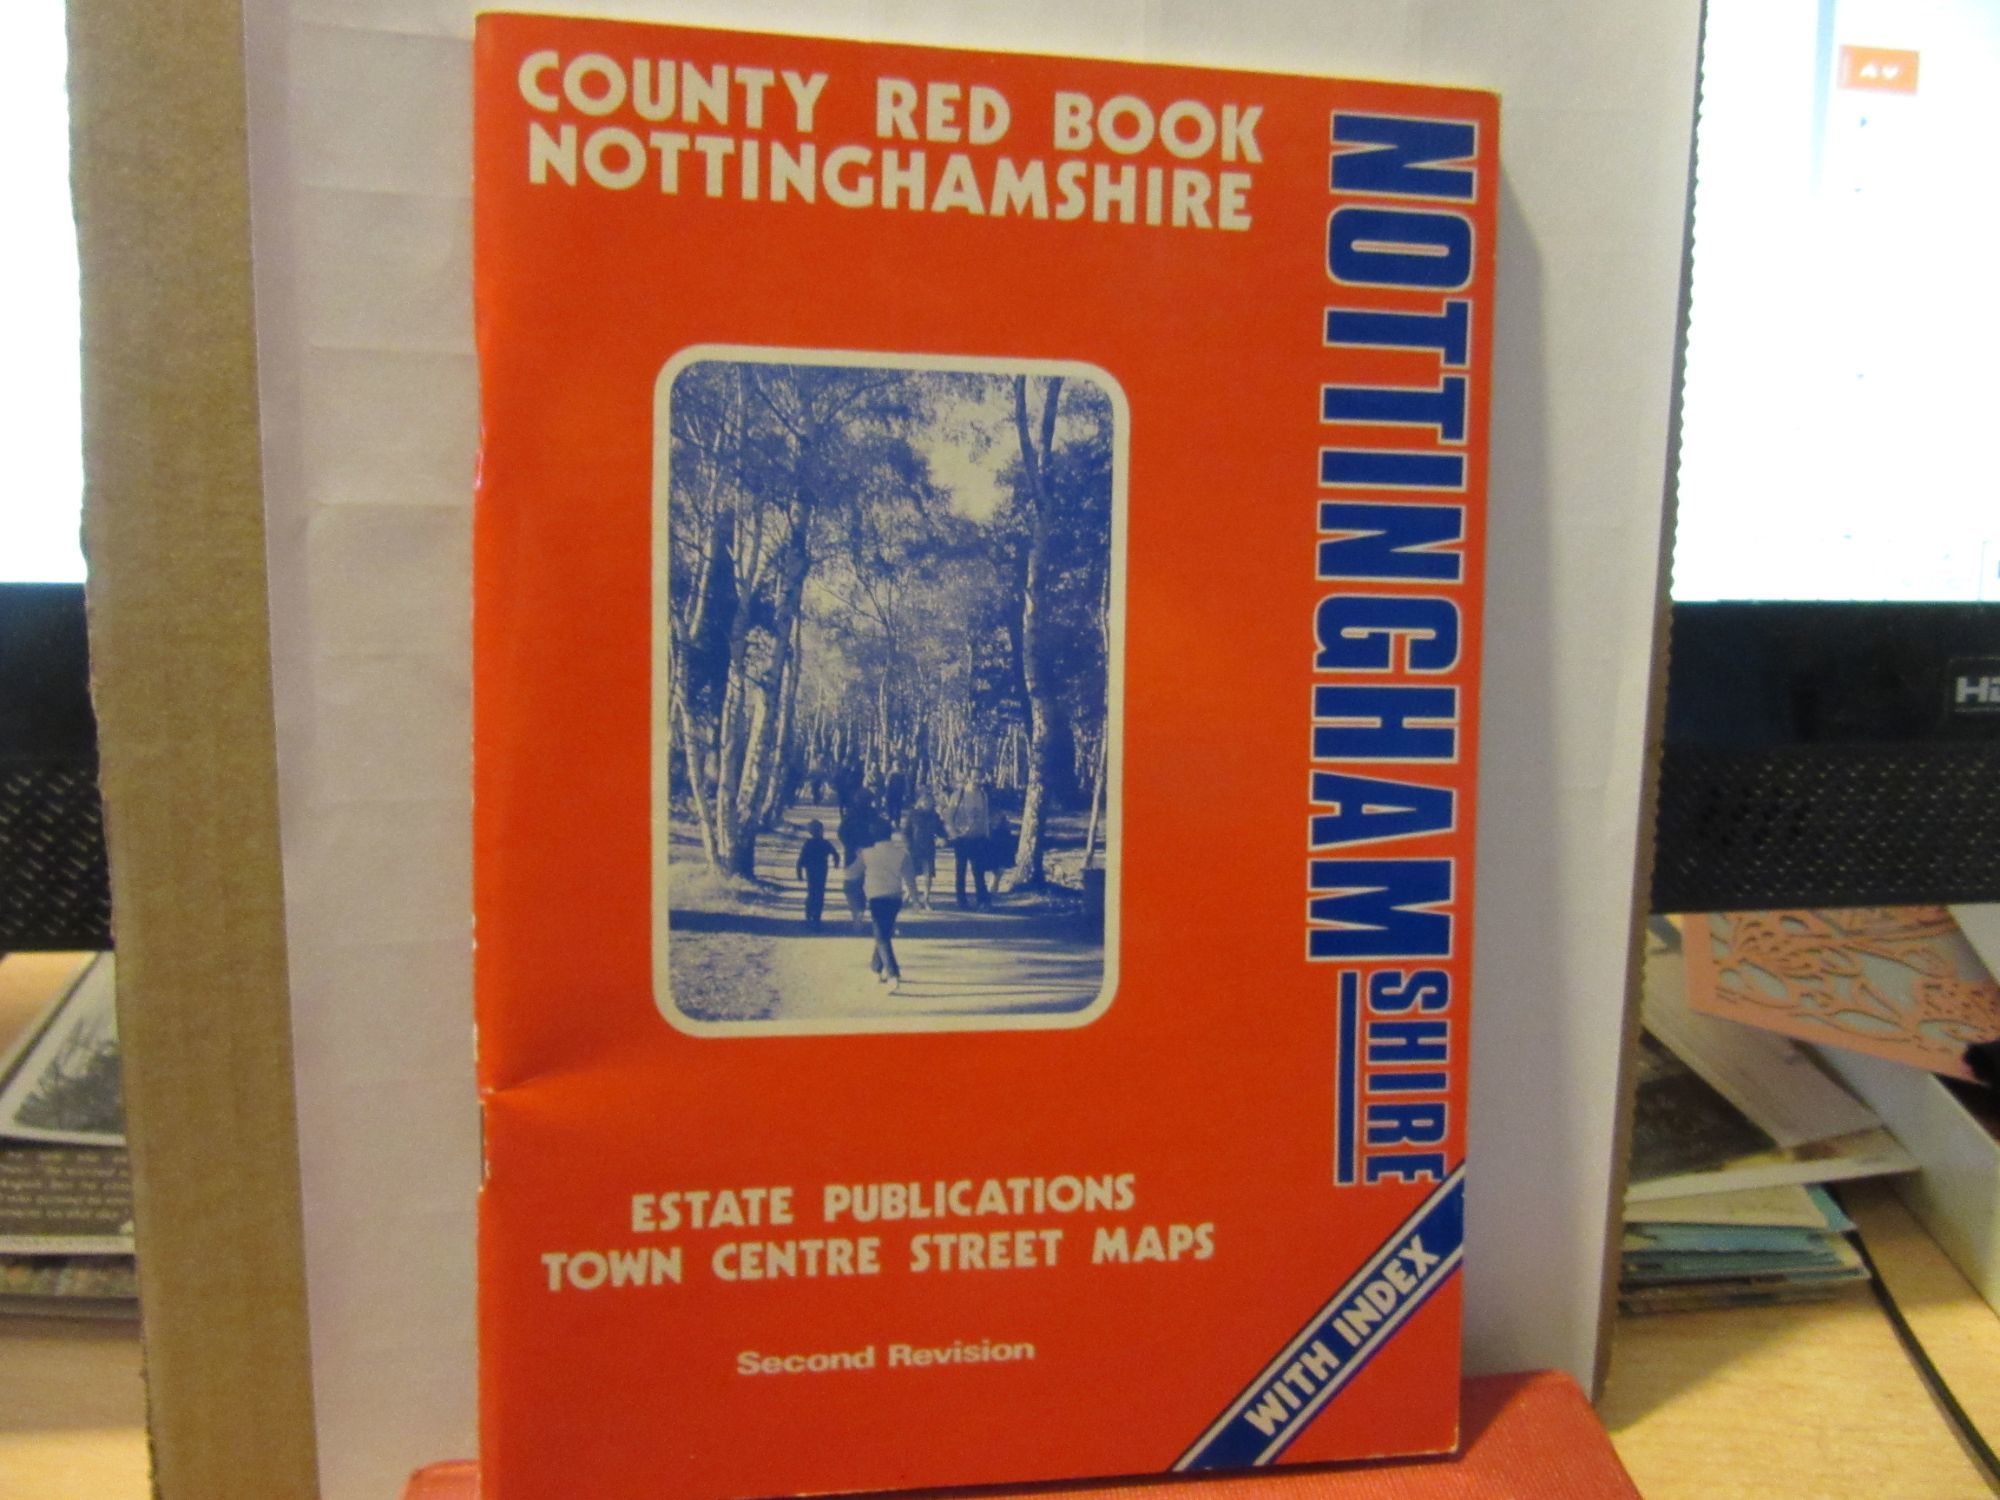 COUNTY RED BOOK
NOTTINGHAMSHIRE
NOTTINGHAMSHIRE
ESTATE PUBLICATIONS
TOWN CENTRE STREET MAPS
Second Revision
WITH INDEX